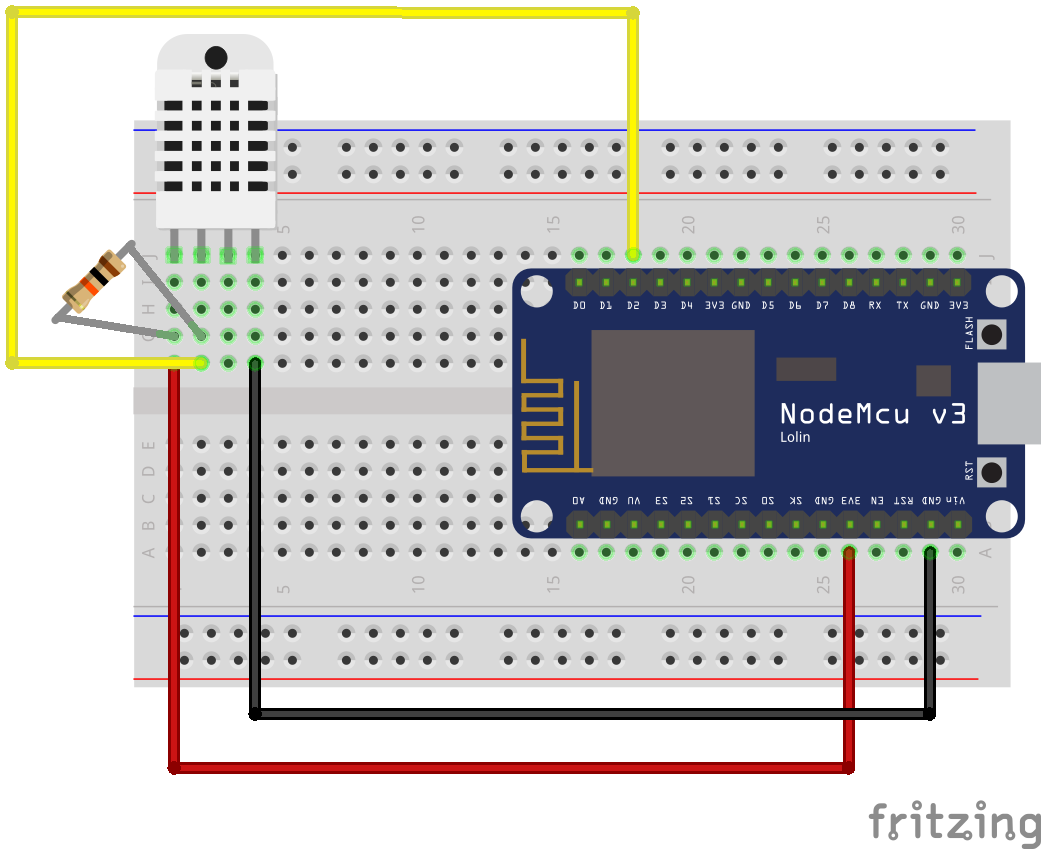 5 10 15 20 25 30
J J
I
H
G
D0 D1 D2 D3 D4 3V3 GND D5 D6 D7 D8 RX TX GND 3V3
FLASH
NodeMcu v3
Lolin
RST
E
D
C
B
A0 GND VU S3 S2 S1 SC SO SK GND 3V3 EN RST GND Vin
A A
5 10 15 20 25 30
fritzing